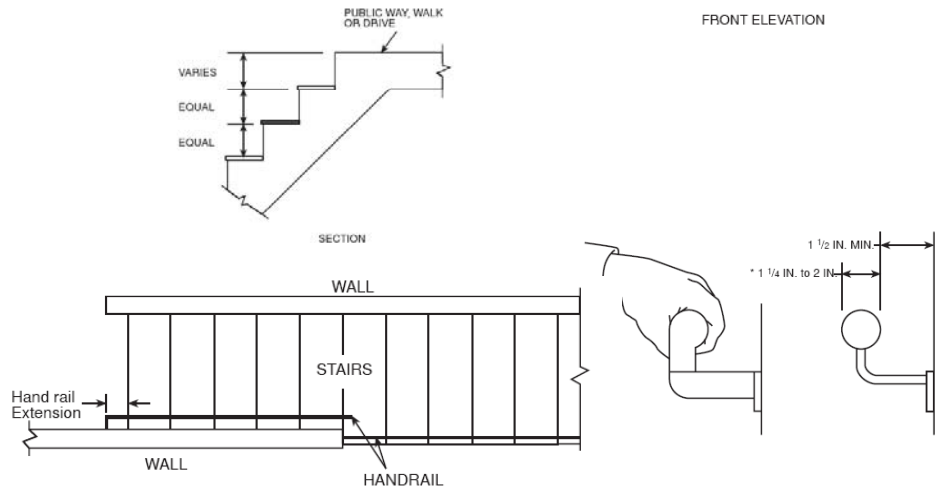 PUBLIC WAY, WALK
OR DRIVE
FRONT ELEVATION
VARIES
EQUAL
EQUAL
SECTION
1 1/2 IN. MIN.
* 1 1/4 IN. to 2 IN.
WALL
STAIRS
Hand rail
Extension
WALL
HANDRAIL